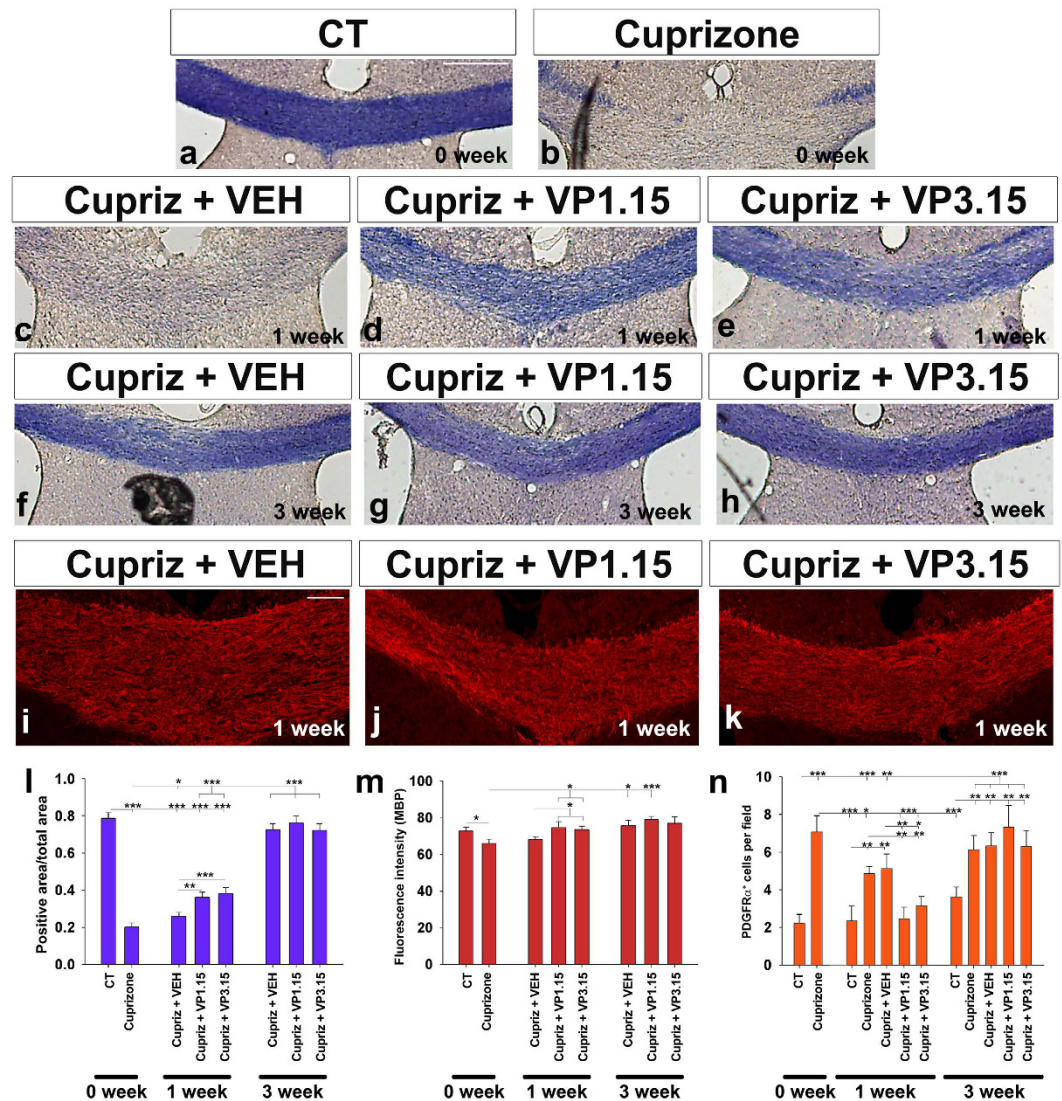 CT Cuprizone
a 0 week b 0 week
Cupriz + VEH Cupriz + VP1.15 Cupriz + VP3.15
c 1 week d 1 week e 1 week
Cupriz + VEH Cupriz + VP1.15 Cupriz + VP3.15
f 3 week g 3 week h 3 week
Cupriz + VEH Cupriz + VP1.15 Cupriz + VP3.15
i 1 week j 1 week k 1 week
l
Positive area/total area
1.0
0.8
0.6
0.4
0.2
0.0
* ***
*** *** *** *** ***
***
**
CT
Cuprizone
Cupriz + VEH
Cupriz + VP1.15
Cupriz + VP3.15
Cupriz + VEH
Cupriz + VP1.15
Cupriz + VP3.15
0 week 1 week 3 week
m
Fluorescence intensity (MBP)
100
80
60
40
20
0
* * ***
*
*
CT
Cuprizone
Cupriz + VEH
Cupriz + VP1.15
Cupriz + VP3.15
Cupriz + VEH
Cupriz + VP1.15
Cupriz + VP3.15
0 week 1 week 3 week
n
PDGFRα⁺ cells per field
10
8
6
4
2
0
*** *** ** ***
** ** ** **
*** * *** ***
** *
** **
** **
CT
Cuprizone
CT
Cuprizone
Cupriz + VEH
Cupriz + VP1.15
Cupriz + VP3.15
CT
Cuprizone
Cupriz + VEH
Cupriz + VP1.15
Cupriz + VP3.15
0 week 1 week 3 week